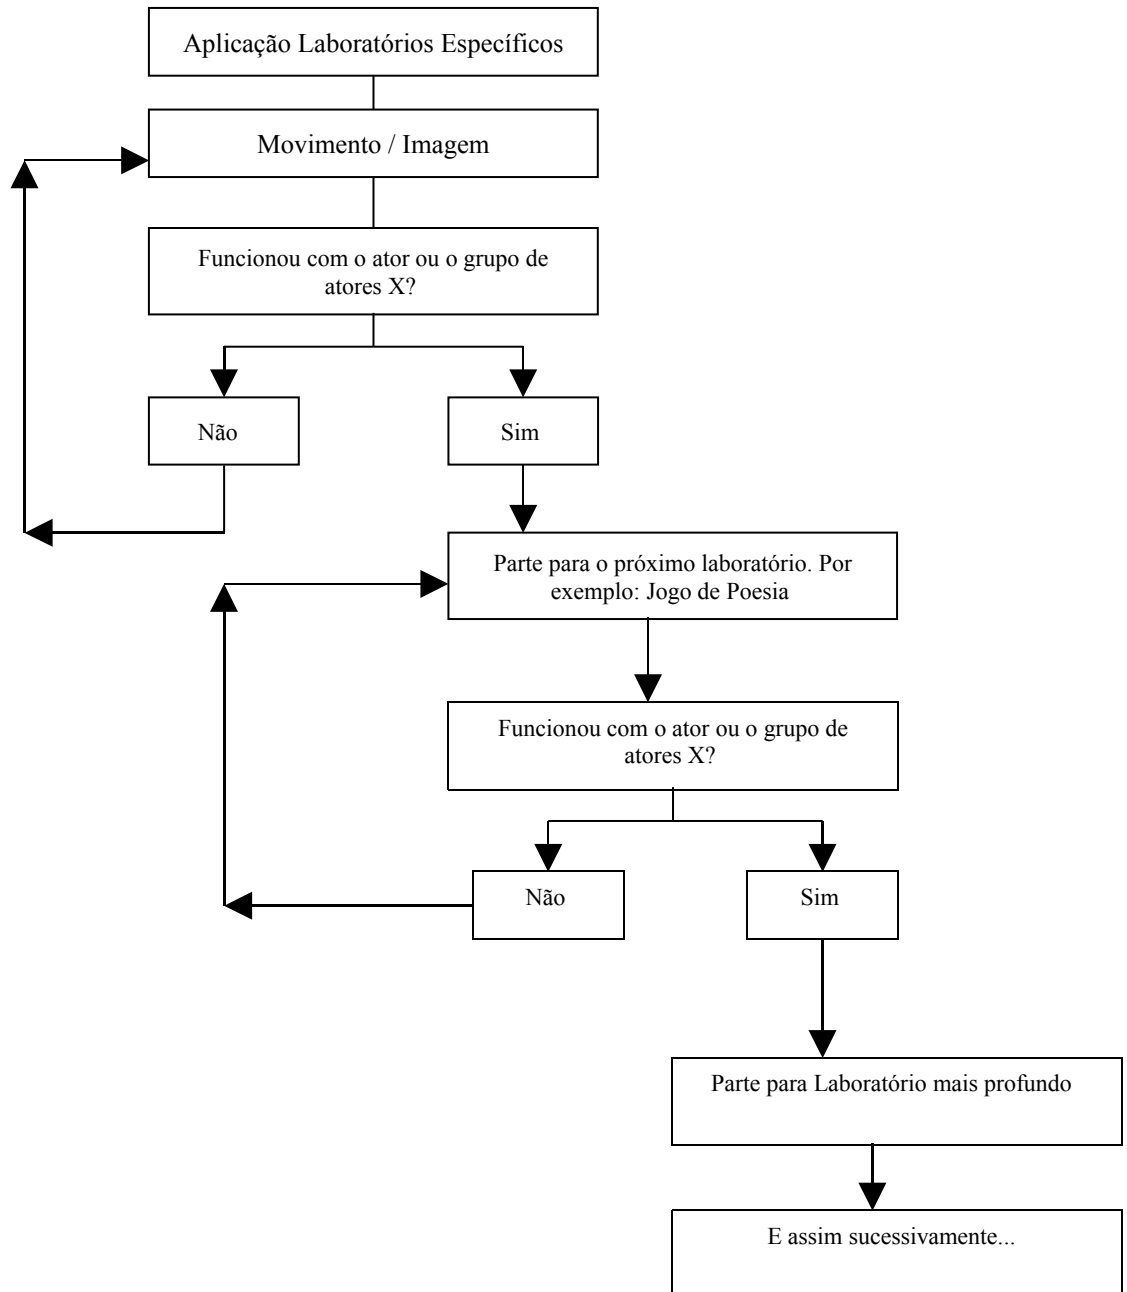 Aplicação Laboratórios Específicos
Movimento / Imagem
Funcionou com o ator ou o grupo de
atores X?
Não
Sim
Parte para o próximo laboratório. Por
exemplo: Jogo de Poesia
Funcionou com o ator ou o grupo de
atores X?
Não
Sim
Parte para Laboratório mais profundo
E assim sucessivamente...